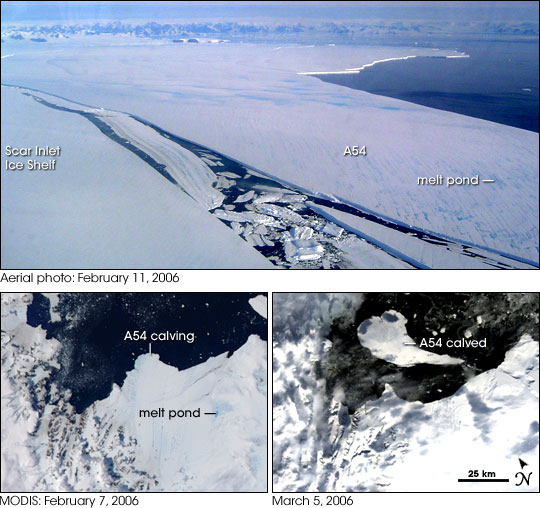 Scar Inlet
Ice Shelf
A54
melt pond
Aerial photo: February 11, 2006
A54 calving
melt pond
MODIS: February 7, 2006
A54 calved
25 km
N
March 5, 2006